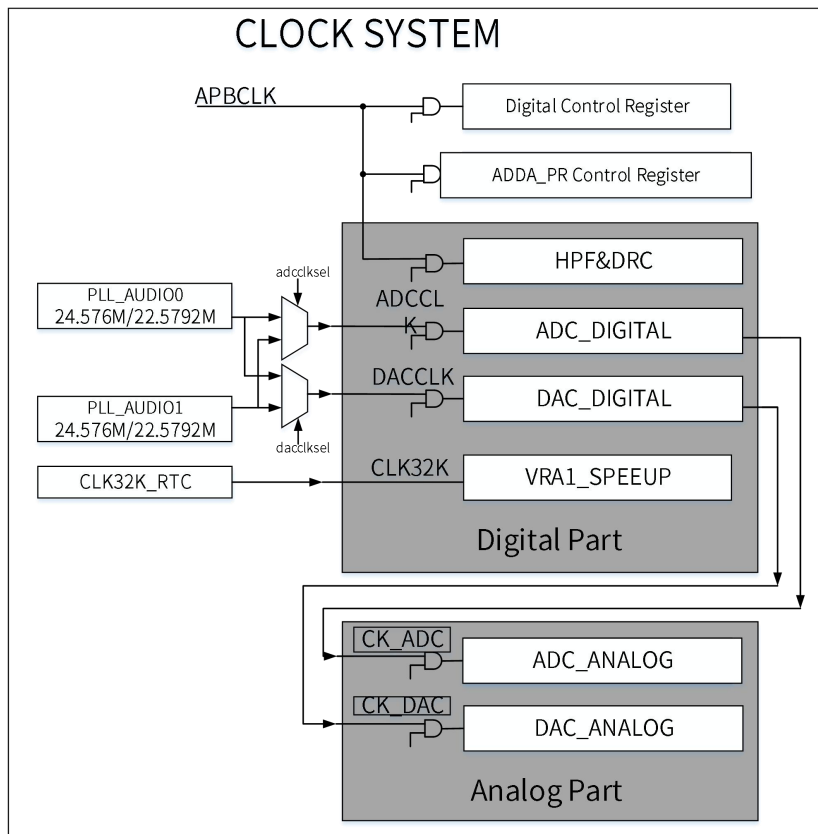 CLOCK SYSTEM
APBCLK
Digital Control Register
ADDA_PR Control Register
HPF&DRC
adcclksel
PLL_AUDIO0
24.576M/22.5792M
ADCCL
K
ADC_DIGITAL
DACCLK
DAC_DIGITAL
PLL_AUDIO1
24.576M/22.5792M
dacclksel
CLK32K_RTC
CLK32K
VRA1_SPEEUP
Digital Part
CK_ADC
ADC_ANALOG
CK_DAC
DAC_ANALOG
Analog Part